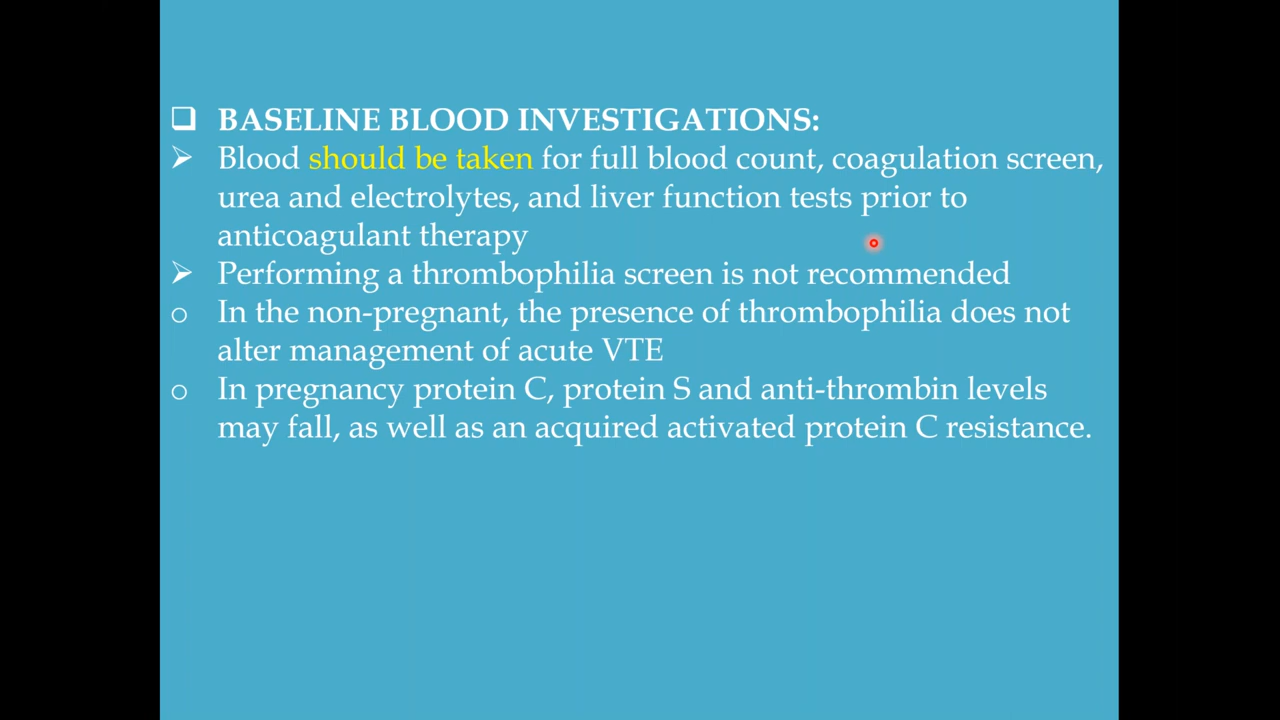 ❑ BASELINE BLOOD INVESTIGATIONS:
➢ Blood should be taken for full blood count, coagulation screen,
urea and electrolytes, and liver function tests prior to
anticoagulant therapy
➢ Performing a thrombophilia screen is not recommended
o In the non-pregnant, the presence of thrombophilia does not
alter management of acute VTE
o In pregnancy protein C, protein S and anti-thrombin levels
may fall, as well as an acquired activated protein C resistance.